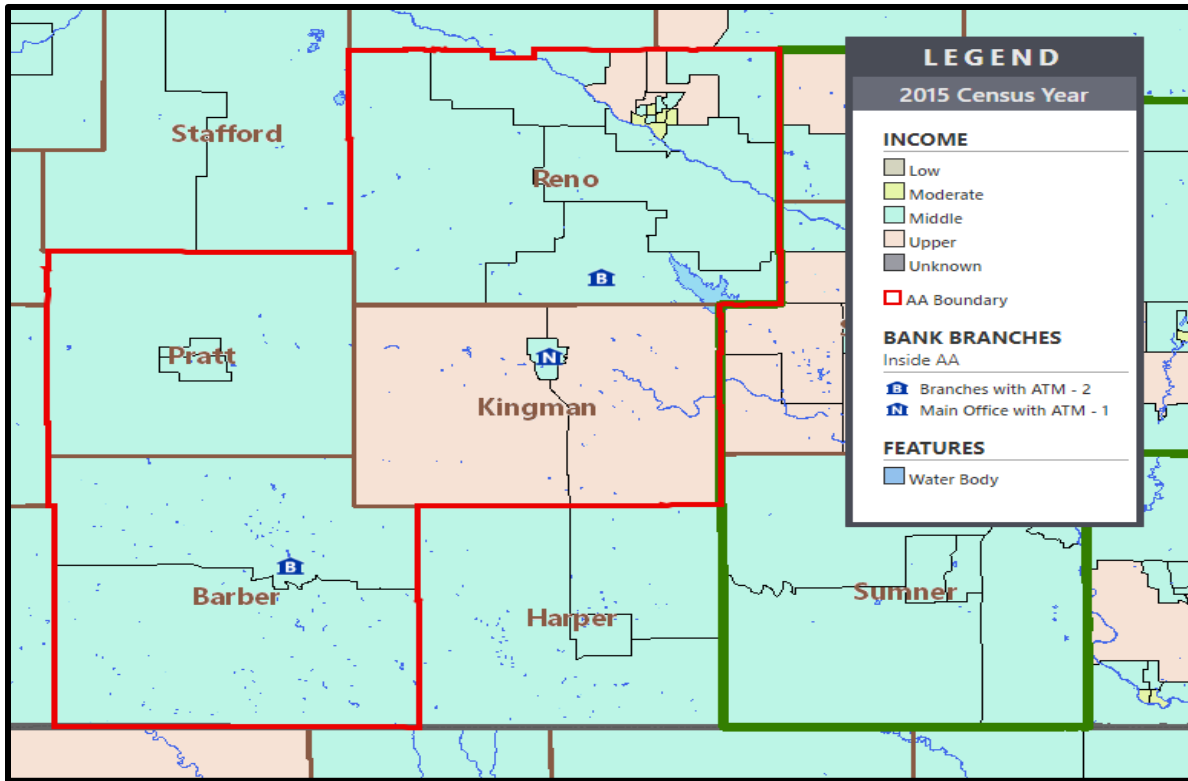 LEGEND
2015 Census Year
INCOME
Low
Moderate
Middle
Upper
Unknown
AA Boundary
BANK BRANCHES
Inside AA
B Branches with ATM - 2
N Main Office with ATM - 1
FEATURES
Water Body
Stafford
Reno
B
Pratt
N
Kingman
B
Barber
Harper
Sumner